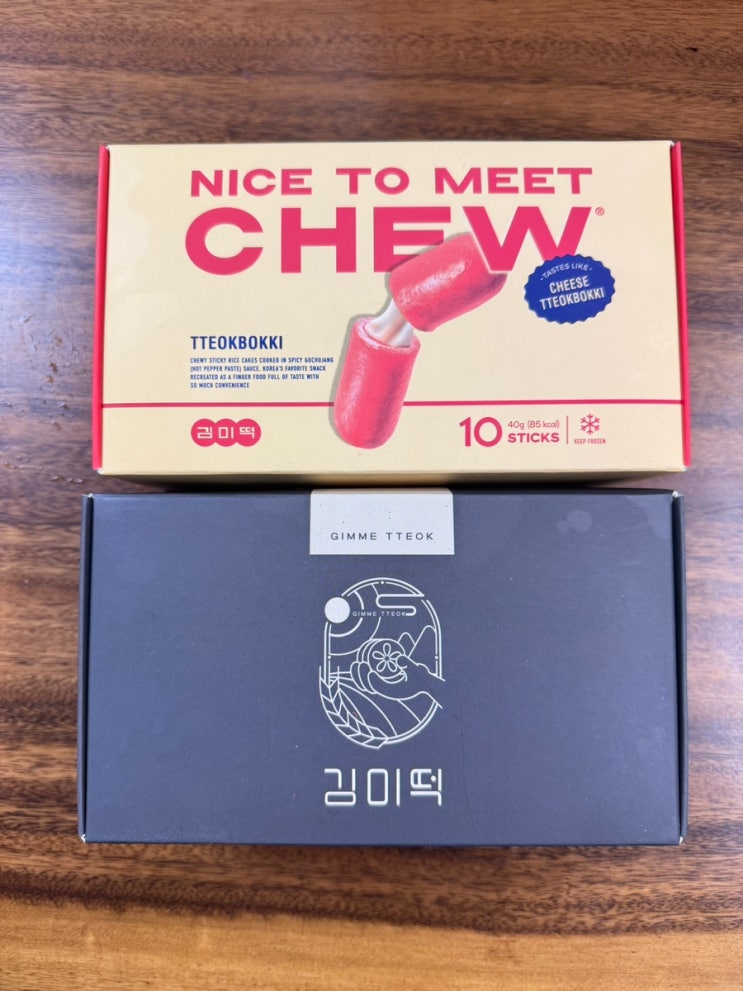 NICE TO MEET
CHEW®
-TASTES LIKE-
CHEESE
TTEOKBOKKI
TTEOKBOKKI
CHEWY STICKY RICE CAKES COOKED IN SPICY GOCHUJANG
(HOT PEPPER PASTE) SAUCE. KOREA'S FAVORITE SNACK
RECREATED AS A FINGER FOOD FULL OF TASTE WITH
SO MUCH CONVENIENCE
김미떡
10 40g (85 kcal)
STICKS
KEEP FROZEN
GIMME TTEOK
GIMME TTEOK
김미떡